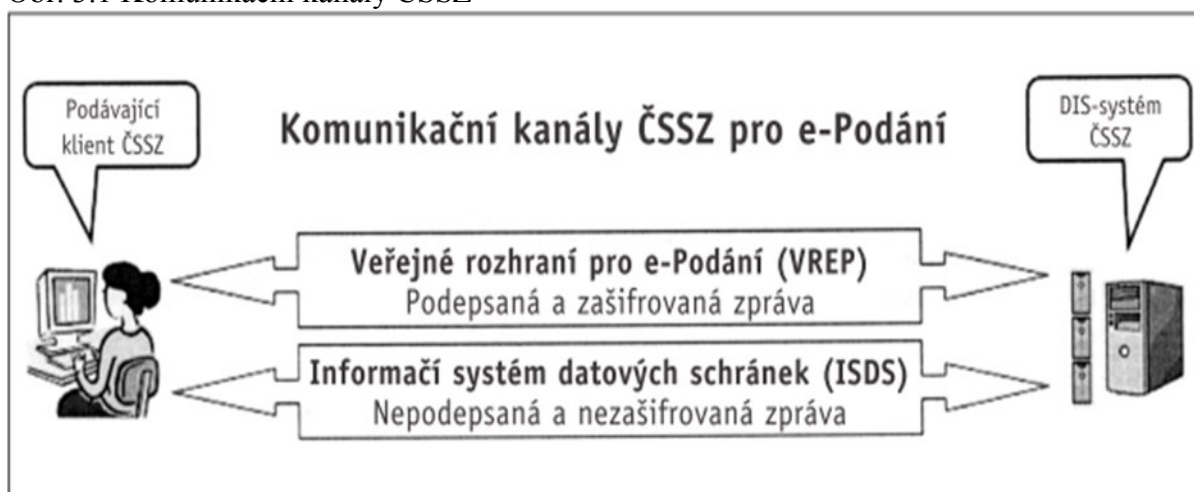 Obr. 3.1 Komunikační kanály ČSSZ
Podávající
klient ČSSZ
Komunikační kanály ČSSZ pro e-Podání
DIS-systém
ČSSZ
Veřejné rozhraní pro e-Podání (VREP)
Podepsaná a zašifrovaná zpráva
Informačí systém datových schránek (ISDS)
Nepodepsaná a nezašifrovaná zpráva